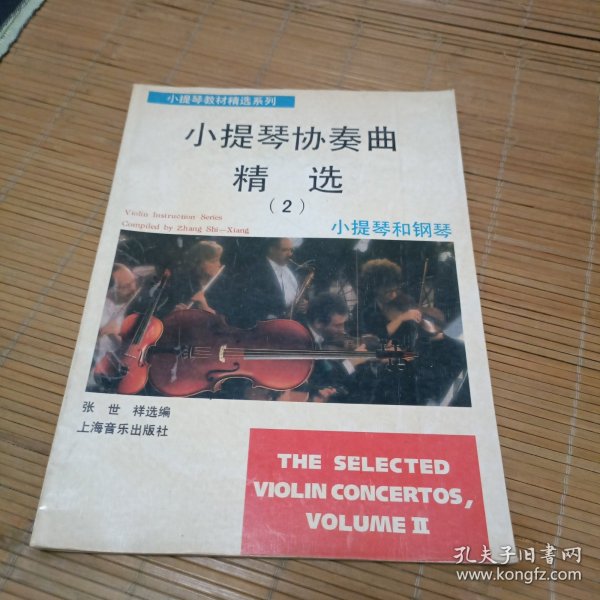 小提琴教材精选系列
小提琴协奏曲
精 选
(2)
Violin Instruction Series
Compiled by Zhang Shi-Xiang
小提琴和钢琴
张 世 祥选编
上海音乐出版社
THE SELECTED
VIOLIN CONCERTOS,
VOLUME II
孔夫子旧书网
www.kongfz.com